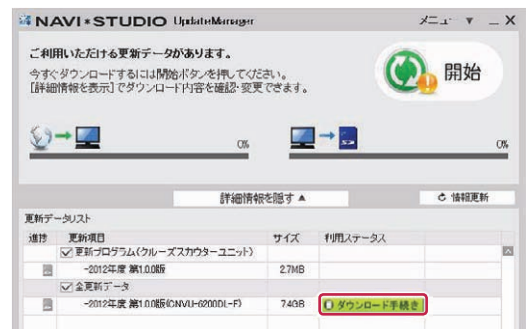 NAVI*STUDIO UpdateManager
メニュー ▼ _ X
ご利用いただける更新データがあります。
今すぐダウンロードするには開始ボタンを押してください。
[詳細情報を表示]でダウンロード内容を確認・変更できます。
開始
0%
0%
詳細情報を隠す ▲
情報更新
更新データリスト
進捗 更新項目 サイズ 利用ステータス
更新プログラム(クルーズスカウターユニット)
-2012年度 第1.0.0版 2.7MB
全更新データ
-2012年度 第1.0.0版(CNVU-6200DL-F) 7.4GB ダウンロード手続き